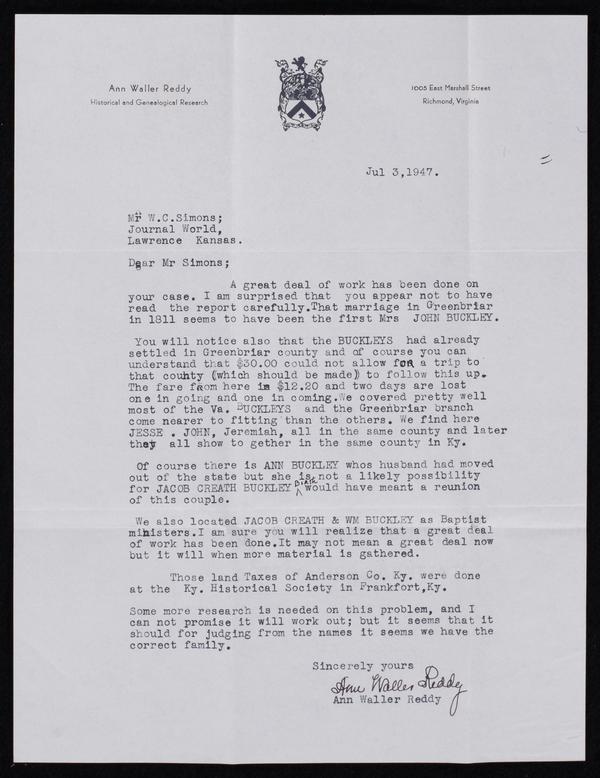 Ann Waller Reddy
Historical and Genealogical Research
1005 East Marshall Street
Richmond, Virginia
Jul 3,1947.
Mr W.C.Simons;
Journal World,
Lawrence Kansas.
Dear Mr Simons;
A great deal of work has been done on
your case. I am surprised that you appear not to have
read the report carefully.That marriage in Greenbriar
in 1811 seems to have been the first Mrs JOHN BUCKLEY.
You will notice also that the BUCKLEYS had already
settled in Greenbriar county and of course you can
understand that $30.00 could not allow for a trip to
that county (which should be made) to follow this up.
The fare from here is $12.20 and two days are lost
one in going and one in coming.We covered pretty well
most of the Va. BUCKLEYS and the Greenbriar branch
come nearer to fitting than the others. We find here
JESSE . JOHN, Jeremiah, all in the same county and later
they all show to gether in the same county in Ky.
Of course there is ANN BUCKLEY whos husband had moved
out of the state but she is not a likely possibility
for JACOB CREATH BUCKLEY birth would have meant a reunion
of this couple.
We also located JACOB CREATH & WM BUCKLEY as Baptist
ministers.I am sure you will realize that a great deal
of work has been done.It may not mean a great deal now
but it will when more material is gathered.
Those land Taxes of Anderson Co. Ky. were done
at the Ky. Historical Society in Frankfort,Ky.
Some more research is needed on this problem, and I
can not promise it will work out; but it seems that it
should for judging from the names it seems we have the
correct family.
Sincerely yours
Ann Waller Reddy
Ann Waller Reddy